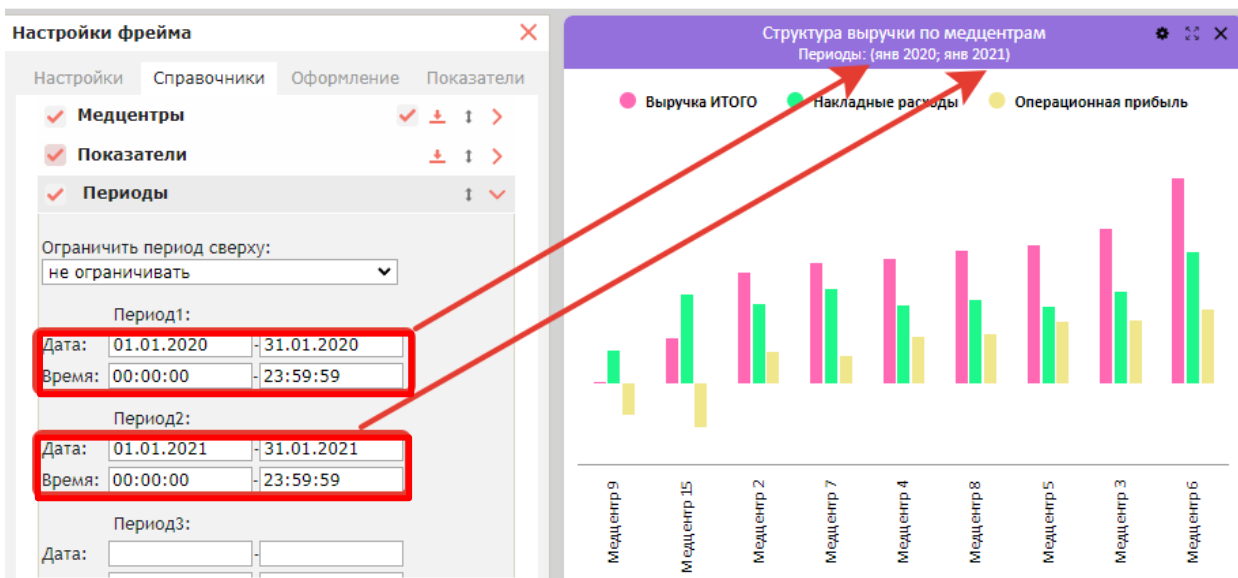 Настройки фрейма
Настройки Справочники Оформление Показатели
Медцентры
Показатели
Периоды
Ограничить период сверху:
не ограничивать
Период1:
Дата: 01.01.2020 - 31.01.2020
Время: 00:00:00 - 23:59:59
Период2:
Дата: 01.01.2021 - 31.01.2021
Время: 00:00:00 - 23:59:59
Период3:
Дата: -
Структура выручки по медцентрам
Периоды: (янв 2020; янв 2021)
Выручка ИТОГО Накладные расходы Операционная прибыль
Медцентр 9
Медцентр 15
Медцентр 2
Медцентр 7
Медцентр 4
Медцентр 8
Медцентр 5
Медцентр 3
Медцентр 6